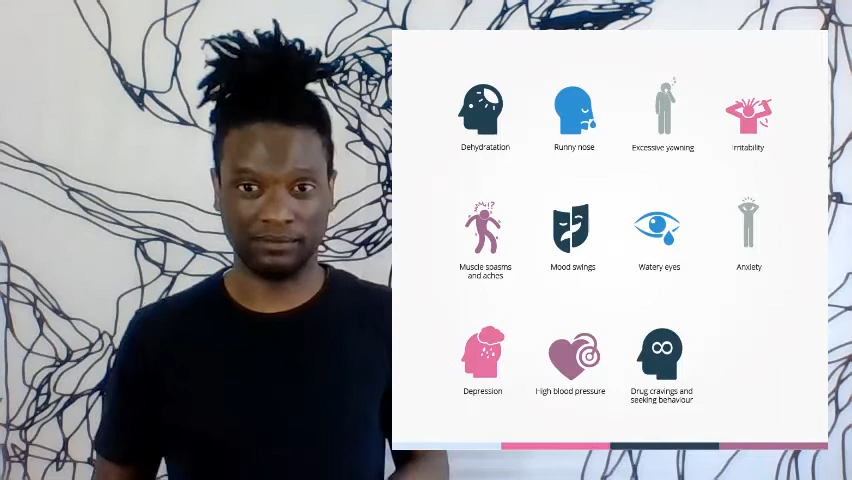 Dehydratation
Runny nose
Excessive yawning
Irritability
Muscle spasms
and aches
Mood swings
Watery eyes
Anxiety
Depression
High blood pressure
Drug cravings and
seeking behaviour